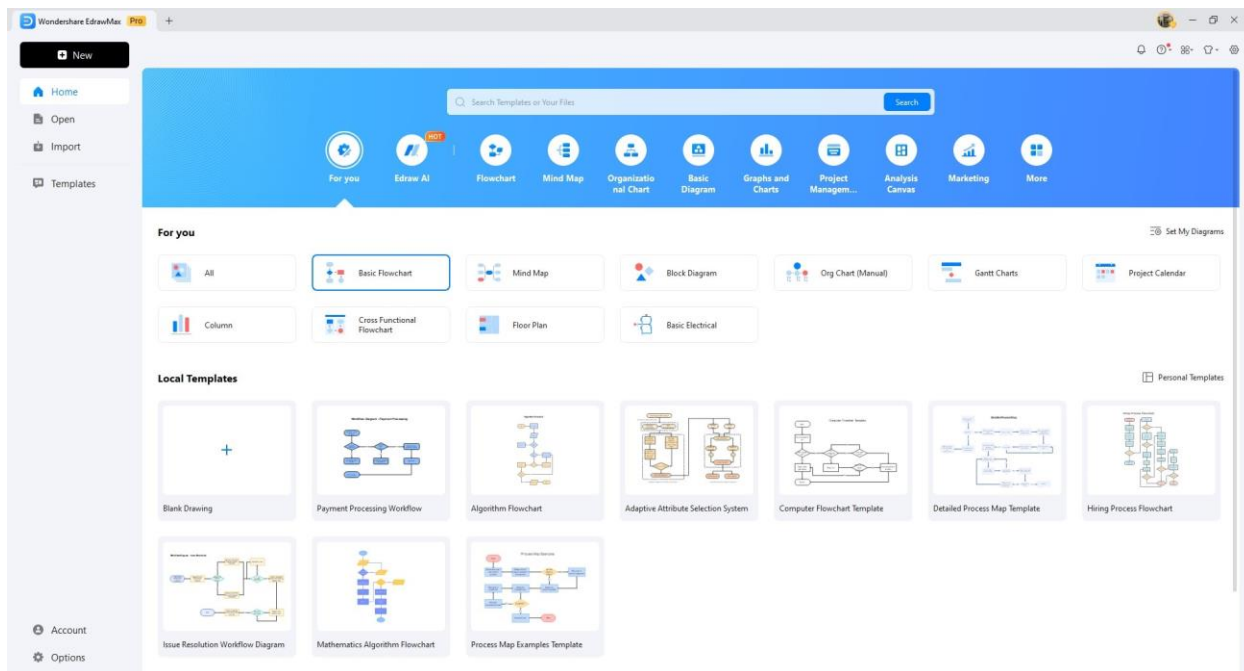 Wondershare EdrawMax Pro
New
Home
Open
Import
Templates
Account
Options
Search Templates or Your Files
Search
HOT
For you
Edraw AI
Flowchart
Mind Map
Organizatio
nal Chart
Basic
Diagram
Graphs and
Charts
Project
Managem...
Analysis
Canvas
Marketing
More
For you
Set My Diagrams
All
Basic Flowchart
Mind Map
Block Diagram
Org Chart (Manual)
Gantt Charts
Project Calendar
Column
Cross Functional
Flowchart
Floor Plan
Basic Electrical
Local Templates
Personal Templates
Blank Drawing
Payment Processing Workflow
Algorithm Flowchart
Adaptive Attribute Selection System
Computer Flowchart Template
Detailed Process Map Template
Hiring Process Flowchart
Issue Resolution Workflow Diagram
Mathematics Algorithm Flowchart
Process Map Examples Template